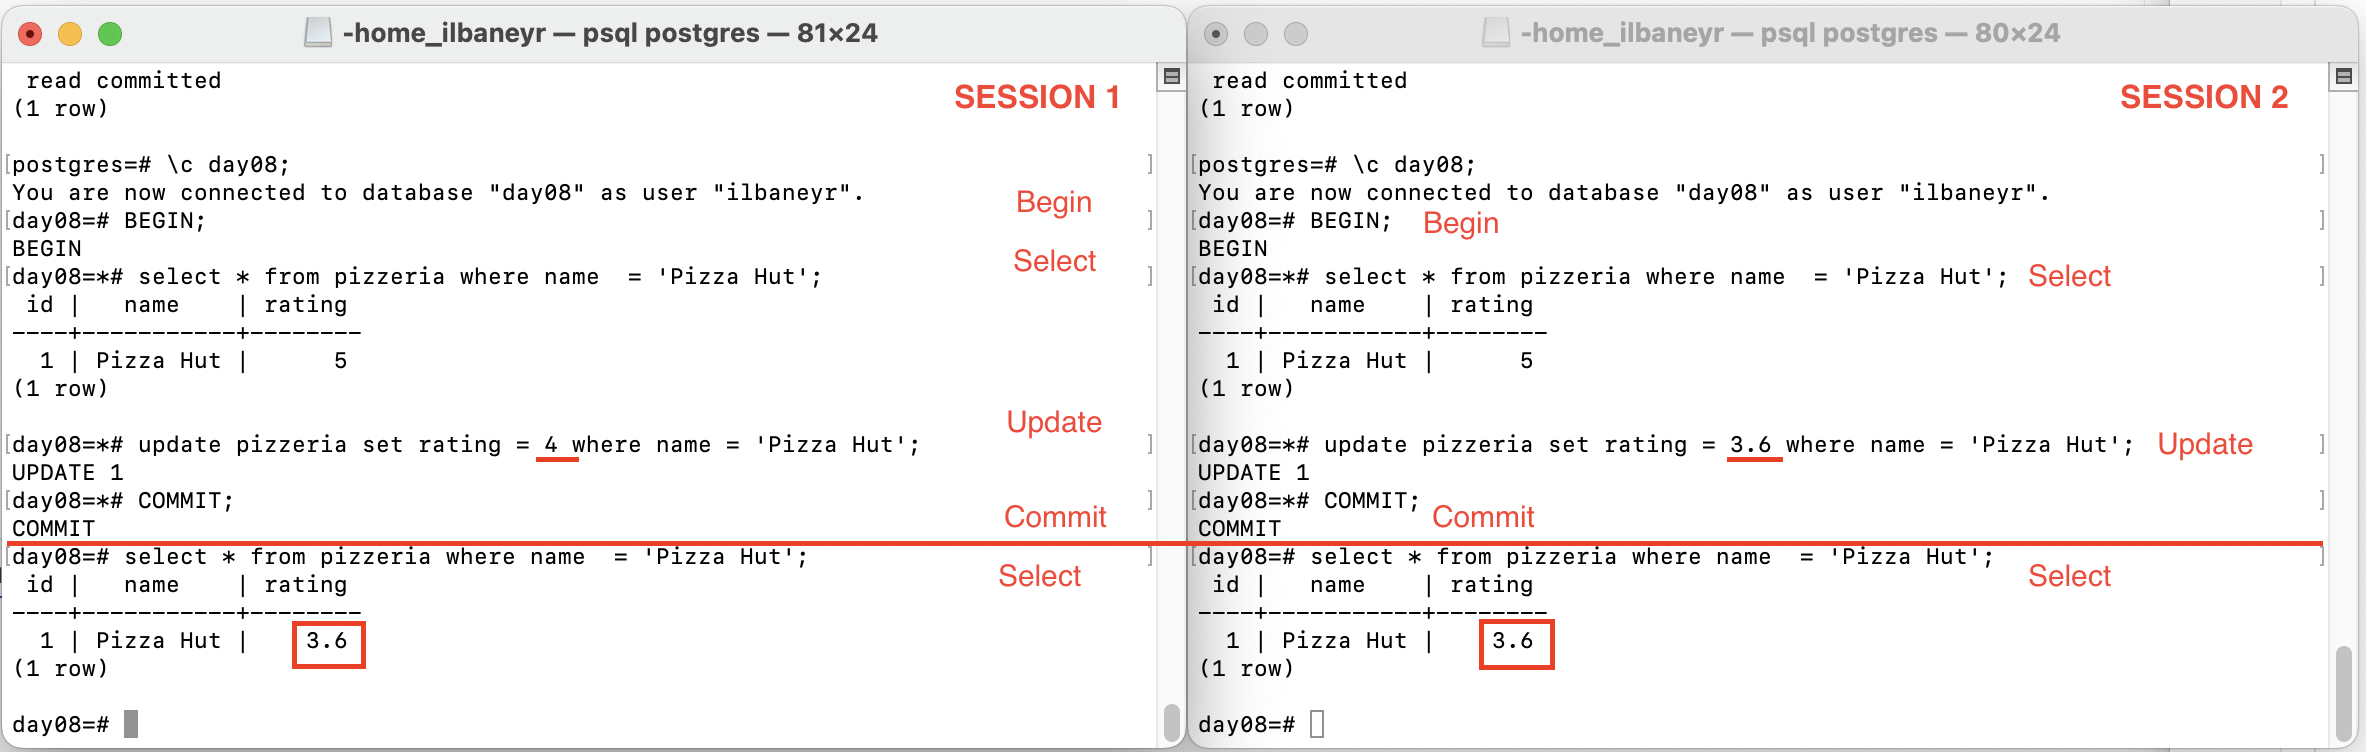 -home_ilbaneyr — psql postgres — 81×24
read committed
(1 row)
SESSION 1
postgres=# \c day08;
You are now connected to database "day08" as user "ilbaneyr".
Begin
day08=# BEGIN;
BEGIN
Select
day08=*# select * from pizzeria where name  = 'Pizza Hut';
 id |   name    | rating
----+-----------+--------
  1 | Pizza Hut |      5
(1 row)
Update
day08=*# update pizzeria set rating = 4 where name = 'Pizza Hut';
UPDATE 1
day08=*# COMMIT;
Commit
COMMIT
day08=# select * from pizzeria where name  = 'Pizza Hut';
Select
 id |   name    | rating
----+-----------+--------
  1 | Pizza Hut |    3.6
(1 row)
day08=#
-home_ilbaneyr — psql postgres — 80×24
read committed
(1 row)
SESSION 2
postgres=# \c day08;
You are now connected to database "day08" as user "ilbaneyr".
day08=# BEGIN; Begin
BEGIN
day08=*# select * from pizzeria where name  = 'Pizza Hut'; Select
 id |   name    | rating
----+-----------+--------
  1 | Pizza Hut |      5
(1 row)
day08=*# update pizzeria set rating = 3.6 where name = 'Pizza Hut'; Update
UPDATE 1
day08=*# COMMIT;
Commit
COMMIT
day08=# select * from pizzeria where name  = 'Pizza Hut';
Select
 id |   name    | rating
----+-----------+--------
  1 | Pizza Hut |    3.6
(1 row)
day08=#